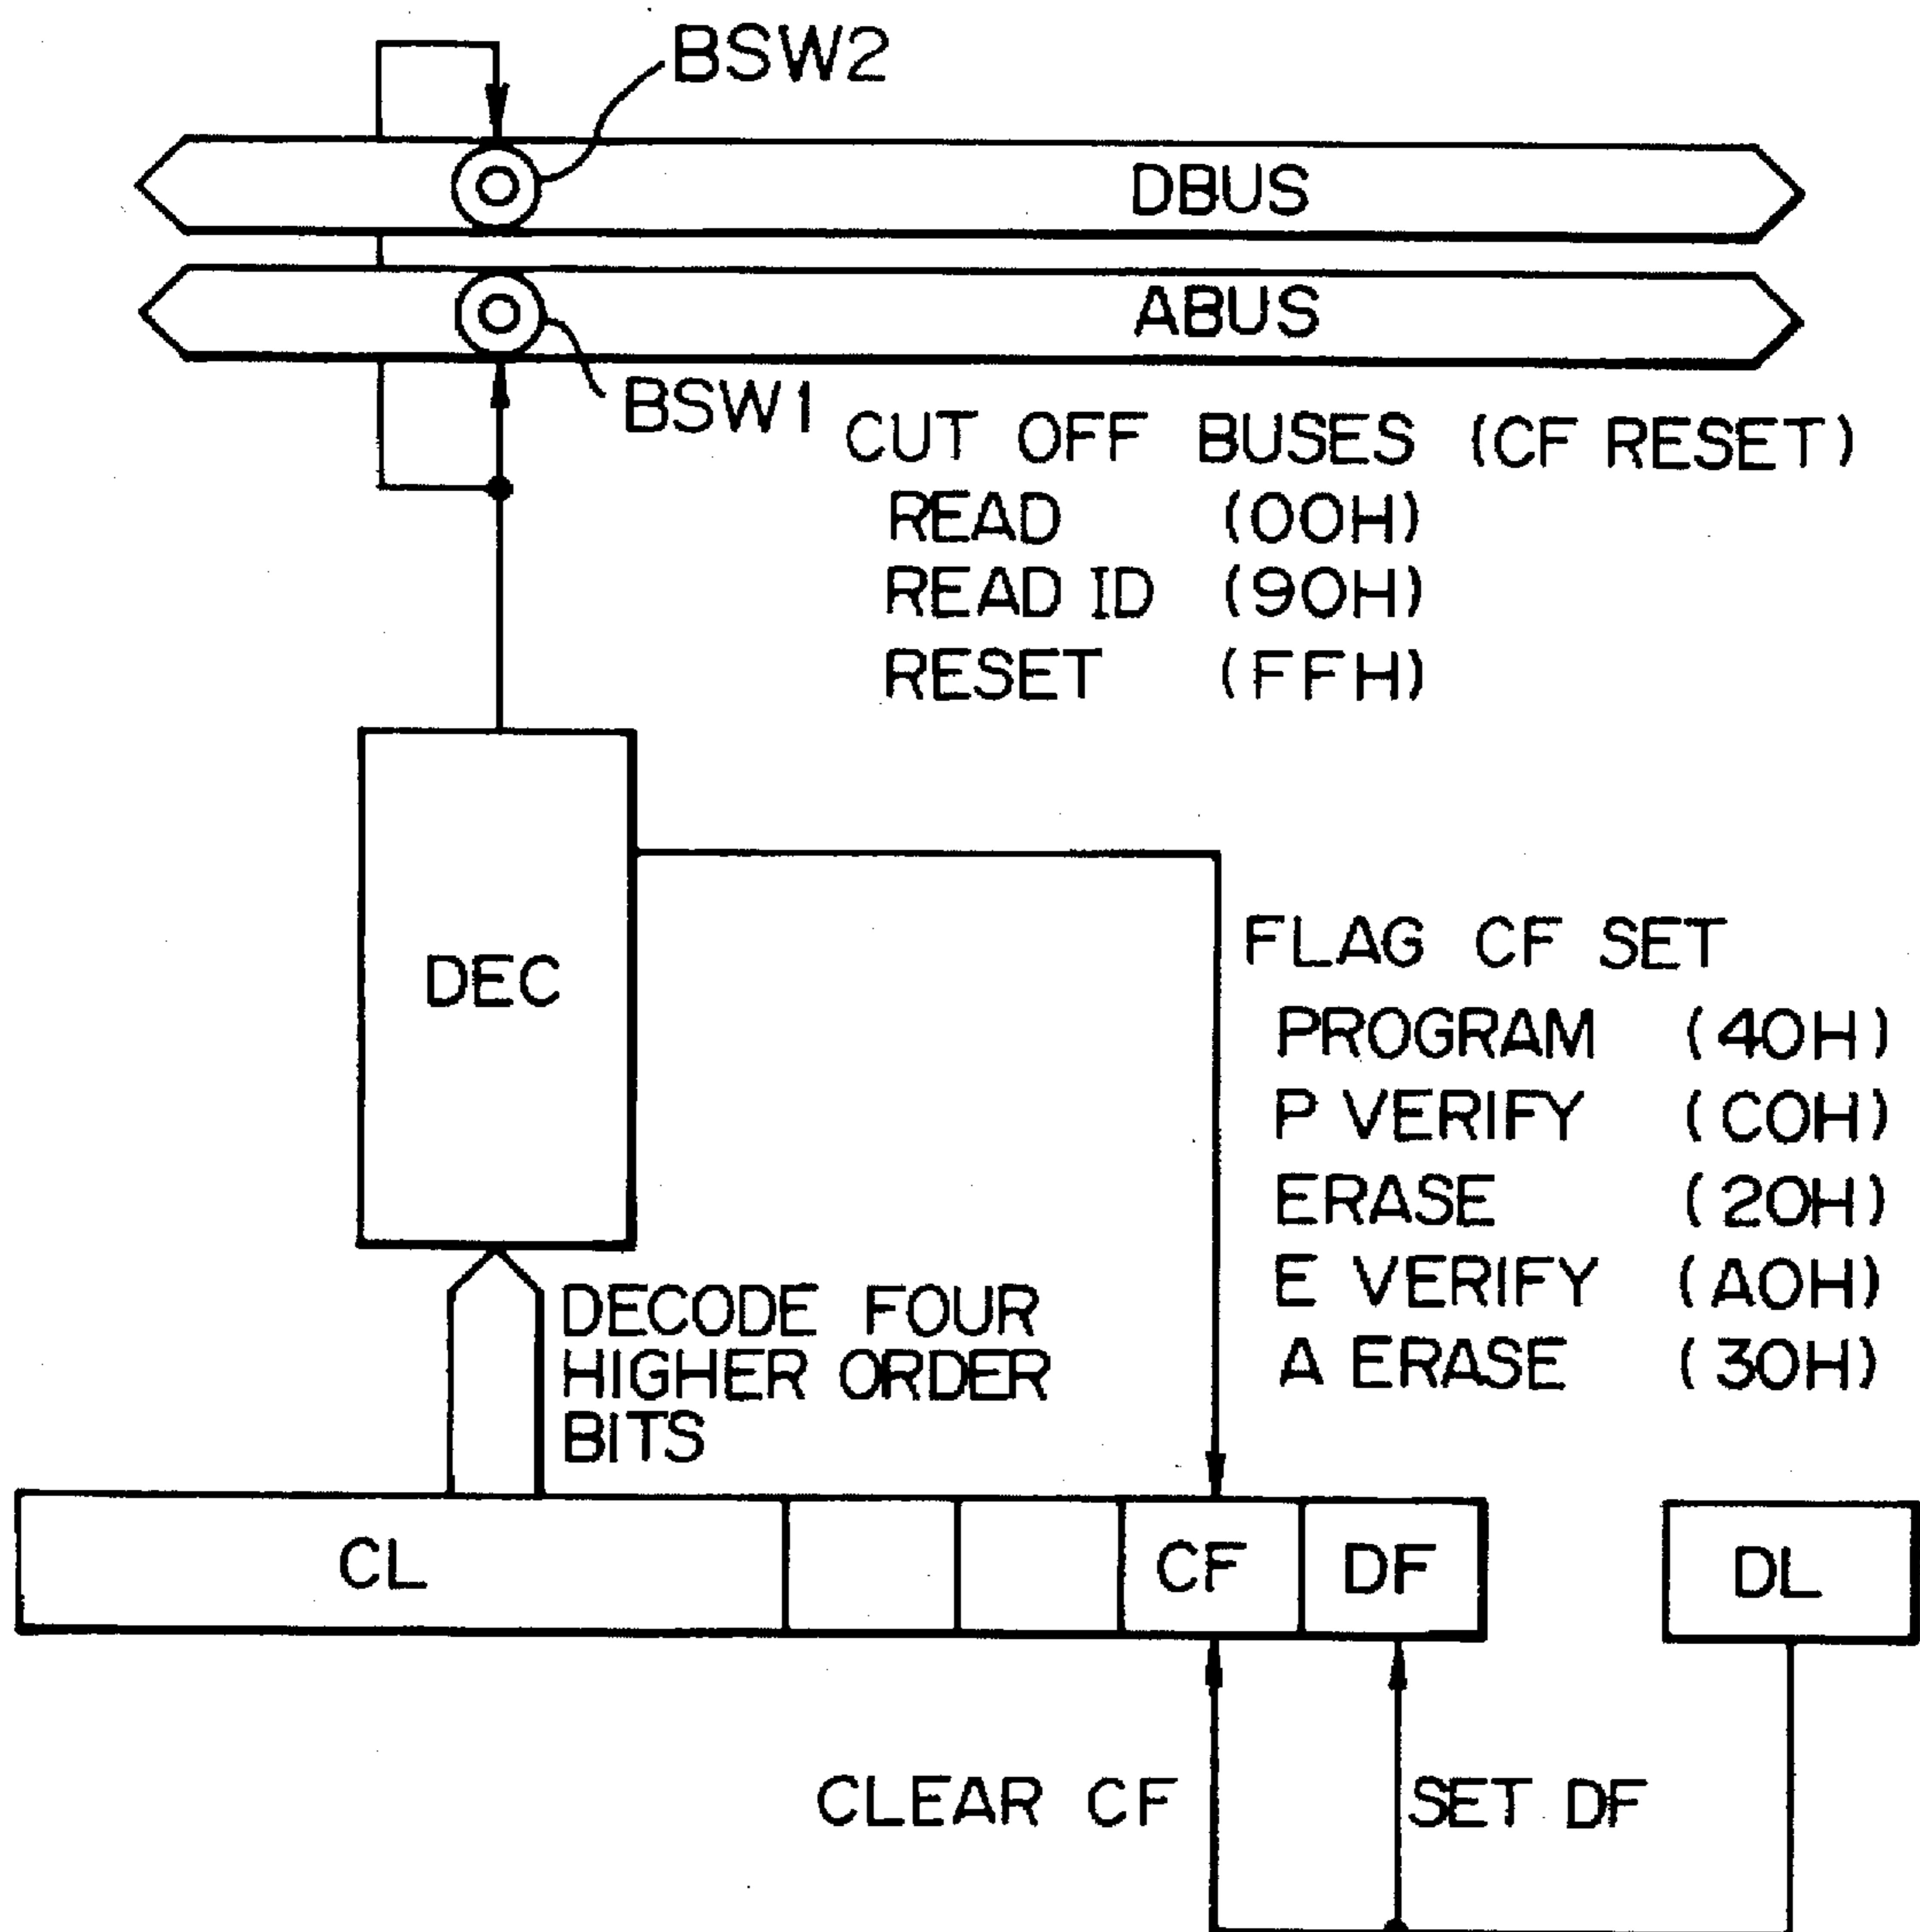 BSW2
DBUS
ABUS
BSW1
CUT OFF BUSES (CF RESET)
READ (00H)
READ ID (90H)
RESET (FFH)
DEC
FLAG CF SET
PROGRAM (40H)
P VERIFY (C0H)
ERASE (20H)
E VERIFY (A0H)
A ERASE (30H)
DECODE FOUR
HIGHER ORDER
BITS
CL
CF
DF
DL
CLEAR CF
SET DF